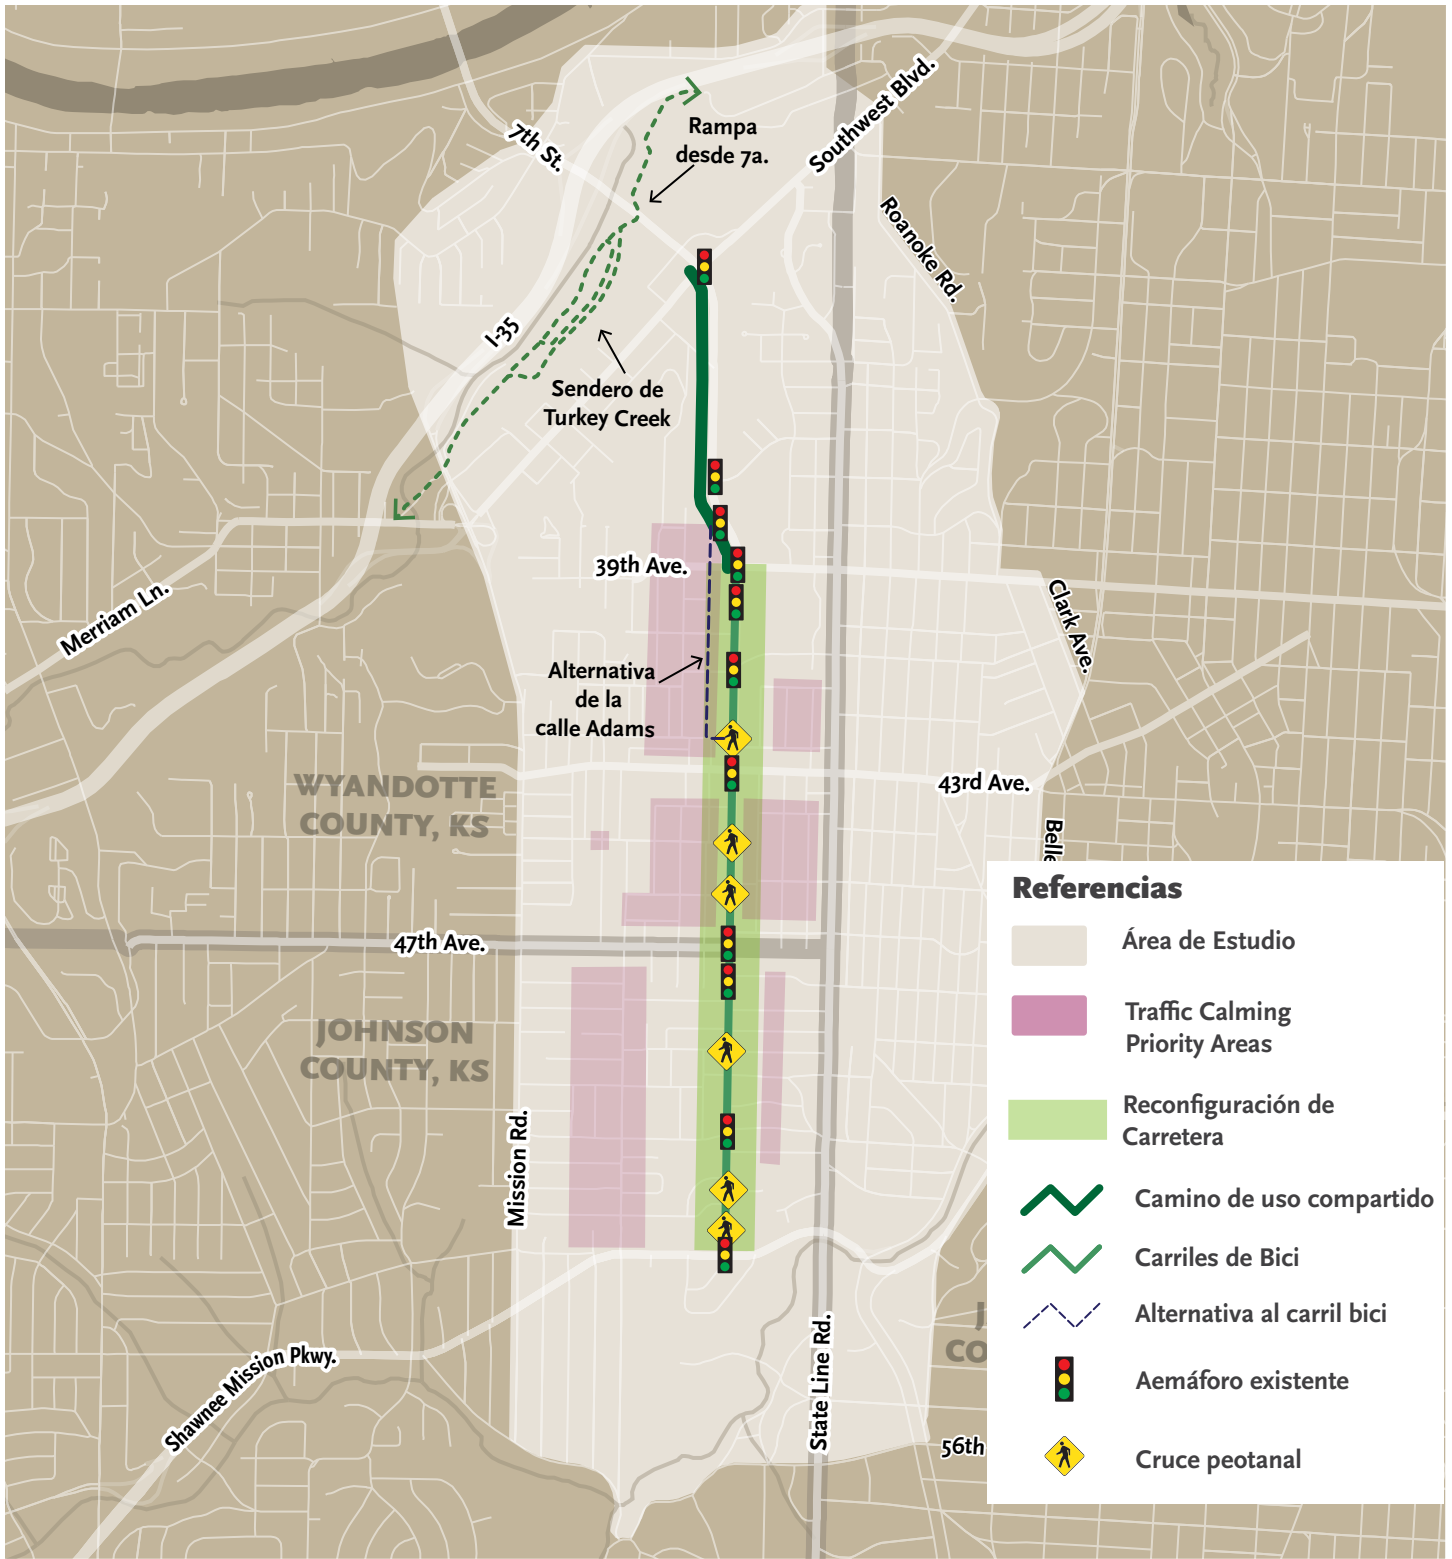 7th St.
Rampa
desde 7a.
Southwest Blvd.
Roanoke Rd.
I-35
Sendero de
Turkey Creek
39th Ave.
Merriam Ln.
Clark Ave.
Alternativa
de la
calle Adams
WYANDOTTE
COUNTY, KS
43rd Ave.
Belle
47th Ave.
JOHNSON
COUNTY, KS
Mission Rd.
State Line Rd.
Shawnee Mission Pkwy.
J
CO
56th
Referencias
Área de Estudio
Traffic Calming
Priority Areas
Reconfiguración de
Carretera
Camino de uso compartido
Carriles de Bici
Alternativa al carril bici
Aemáforo existente
Cruce peotanal